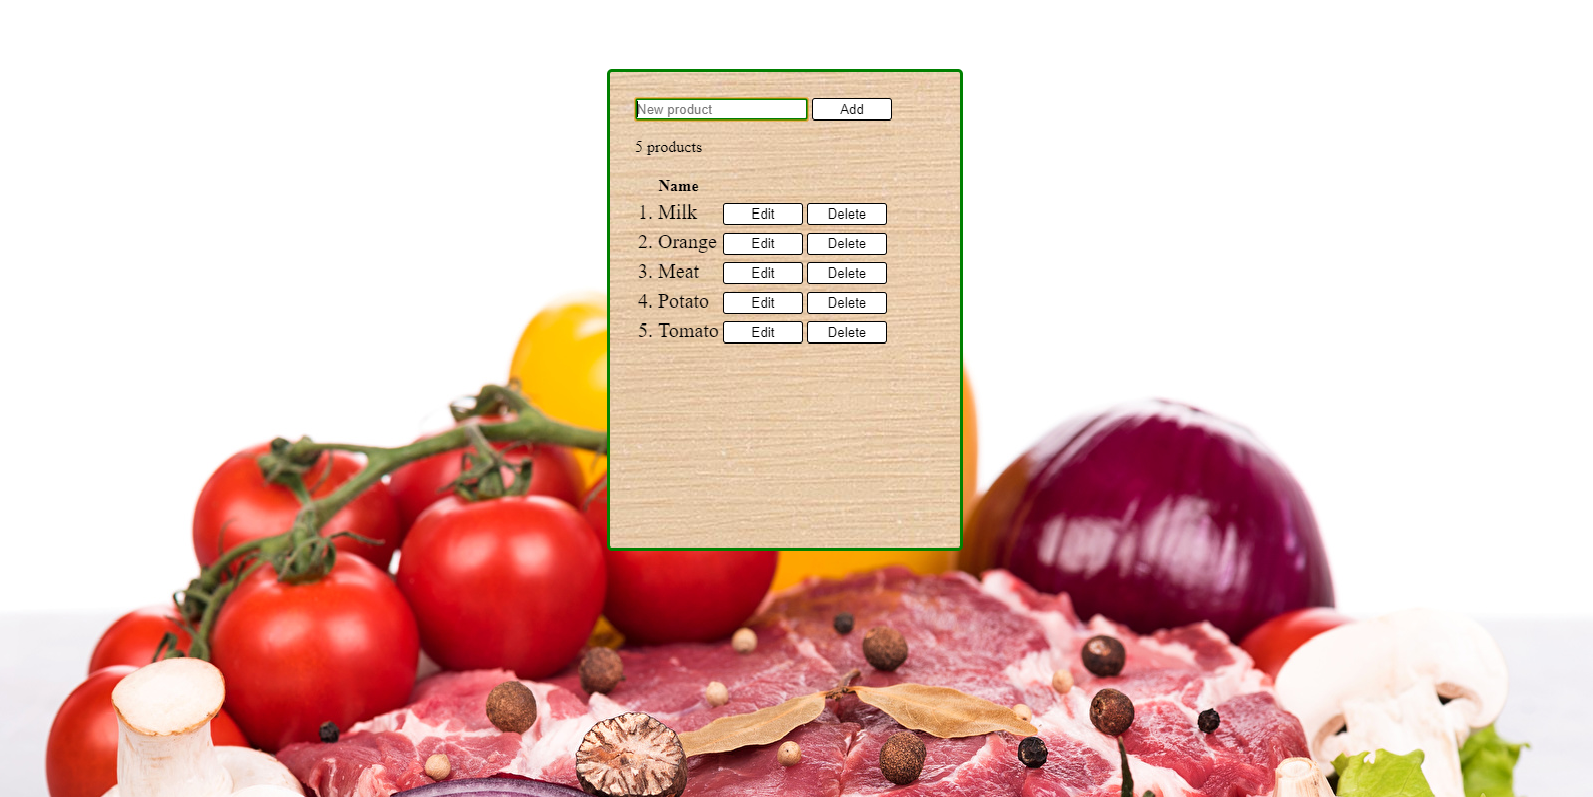 New product Add
5 products
Name
1. Milk Edit Delete
2. Orange Edit Delete
3. Meat Edit Delete
4. Potato Edit Delete
5. Tomato Edit Delete